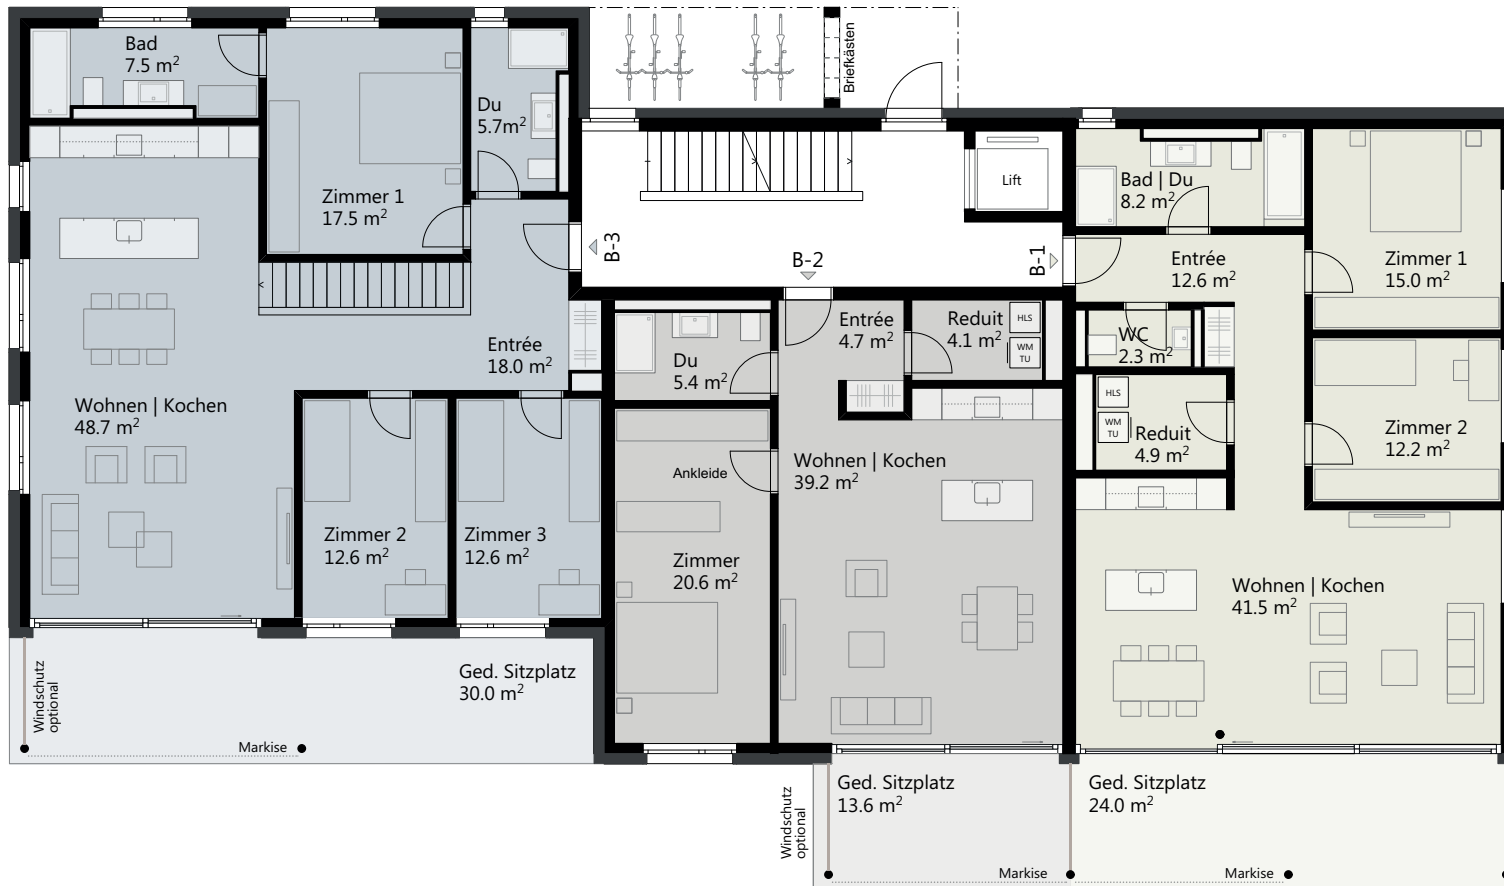 Bad
7.5 m²
Zimmer 1
17.5 m²
Du
5.7m²
Wohnen | Kochen
48.7 m²
Entrée
18.0 m²
Zimmer 2
12.6 m²
Zimmer 3
12.6 m²
Ged. Sitzplatz
30.0 m²
Windschutz
optional
Markise
Briefkästen
Lift
B-3
B-2
B-1
Du
5.4 m²
Entrée
4.7 m²
Reduit
4.1 m²
HLS
WM
TU
Ankleide
Zimmer
20.6 m²
Wohnen | Kochen
39.2 m²
Ged. Sitzplatz
13.6 m²
Windschutz
optional
Markise
Bad | Du
8.2 m²
Entrée
12.6 m²
Zimmer 1
15.0 m²
WC
2.3 m²
HLS
WM
TU
Reduit
4.9 m²
Zimmer 2
12.2 m²
Wohnen | Kochen
41.5 m²
Ged. Sitzplatz
24.0 m²
Markise